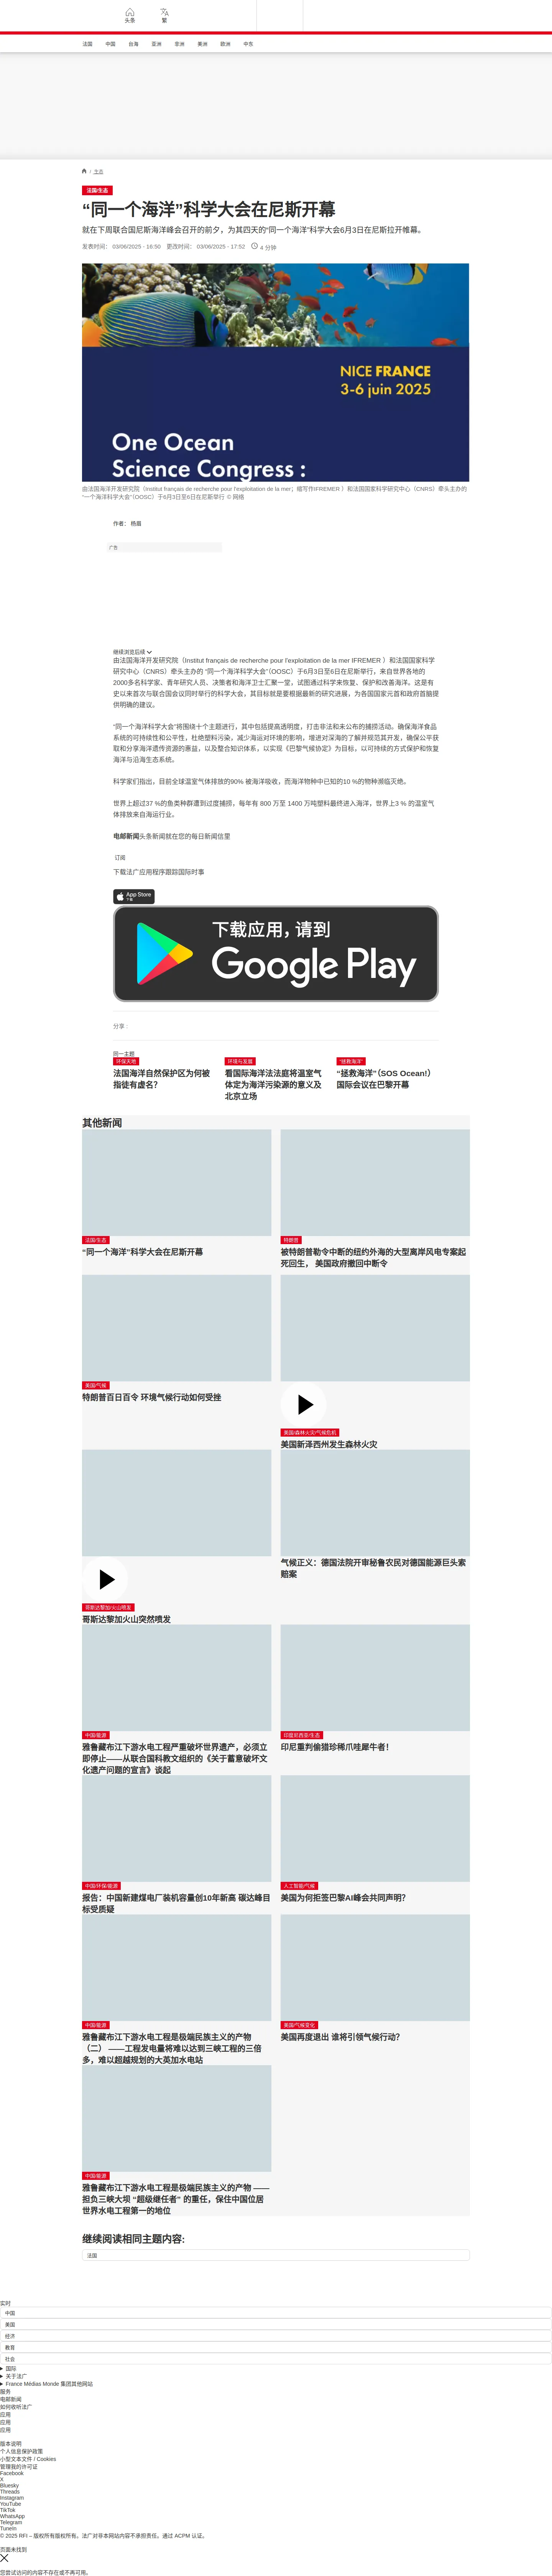 头条
繁
法国
中国
台海
亚洲
非洲
美洲
欧洲
中东
/ 生态
法国/生态
“同一个海洋”科学大会在尼斯开幕
就在下周联合国尼斯海洋峰会召开的前夕，为其四天的“同一个海洋”科学大会6月3日在尼斯拉开帷幕。
发表时间： 03/06/2025 - 16:50 更改时间： 03/06/2025 - 17:52 4 分钟
NICE FRANCE
3-6 juin 2025
One Ocean
Science Congress :
由法国海洋开发研究院（Institut français de recherche pour l'exploitation de la mer；缩写作IFREMER ）和法国国家科学研究中心（CNRS）牵头主办的
“一个海洋科学大会”（OOSC）于6月3日至6日在尼斯举行 © 网络
作者： 杨眉
广告
继续浏览后续
由法国海洋开发研究院（Institut français de recherche pour l'exploitation de la mer IFREMER ）和法国国家科学
研究中心（CNRS）牵头主办的 “同一个海洋科学大会”（OOSC）于6月3日至6日在尼斯举行，来自世界各地的
2000多名科学家、青年研究人员、决策者和海洋卫士汇聚一堂，试图通过科学来恢复、保护和改善海洋。这是有
史以来首次与联合国会议同时举行的科学大会，其目标就是要根据最新的研究进展，为各国国家元首和政府首脑提
供明确的建议。
“同一个海洋科学大会”将围绕十个主题进行，其中包括提高透明度，打击非法和未公布的捕捞活动。确保海洋食品
系统的可持续性和公平性，杜绝塑料污染，减少海运对环境的影响，增进对深海的了解并规范其开发，确保公平获
取和分享海洋遗传资源的惠益，以及整合知识体系，以实现《巴黎气候协定》为目标，以可持续的方式保护和恢复
海洋与沿海生态系统。
科学家们指出，目前全球温室气体排放的90% 被海洋吸收，而海洋物种中已知的10 %的物种濒临灭绝。
世界上超过37 %的鱼类种群遭到过度捕捞，每年有 800 万至 1400 万吨塑料最终进入海洋，世界上3 % 的温室气
体排放来自海运行业。
电邮新闻头条新闻就在您的每日新闻信里
订阅
下载法广应用程序跟踪国际时事
App Store
下载
下载应用，请到
Google Play
分享 :
同一主题
环保天地
法国海洋自然保护区为何被
指徒有虚名？
环境与发展
看国际海洋法法庭将温室气
体定为海洋污染源的意义及
北京立场
“拯救海洋”
“拯救海洋”（SOS Ocean!）
国际会议在巴黎开幕
其他新闻
法国/生态
“同一个海洋”科学大会在尼斯开幕
特朗普
被特朗普勒令中断的纽约外海的大型离岸风电专案起
死回生， 美国政府撤回中断令
美国/气候
特朗普百日百令 环境气候行动如何受挫
美国/森林火灾/气候危机
美国新泽西州发生森林火灾
哥斯达黎加/火山喷发
哥斯达黎加火山突然喷发
气候正义：德国法院开审秘鲁农民对德国能源巨头索
赔案
中国/能源
雅鲁藏布江下游水电工程严重破坏世界遗产，必须立
即停止——从联合国科教文组织的《关于蓄意破坏文
化遗产问题的宣言》谈起
印度尼西亚/生态
印尼重判偷猎珍稀爪哇犀牛者！
中国/环保/能源
报告：中国新建煤电厂装机容量创10年新高 碳达峰目
标受质疑
人工智能/气候
美国为何拒签巴黎AI峰会共同声明？
中国/能源
雅鲁藏布江下游水电工程是极端民族主义的产物
（二） ——工程发电量将难以达到三峡工程的三倍
多，难以超越规划的大英加水电站
美国/气候变化
美国再度退出 谁将引领气候行动？
中国/能源
雅鲁藏布江下游水电工程是极端民族主义的产物 ——
担负三峡大坝 “超级继任者” 的重任，保住中国位居
世界水电工程第一的地位
继续阅读相同主题内容:
法国
实时
中国
美国
经济
教育
社会
国际
关于法广
France Médias Monde 集团其他网站
服务
电邮新闻
如何收听法广
应用
应用
应用
版本说明
个人信息保护政策
小型文本文件 / Cookies
管理我的许可证
Facebook
X
Bluesky
Threads
Instagram
YouTube
TikTok
WhatsApp
Telegram
TuneIn
© 2025 RFI – 版权所有版权所有。法广对非本网站内容不承担责任。通过 ACPM 认证。
页面未找到
您尝试访问的内容不存在或不再可用。